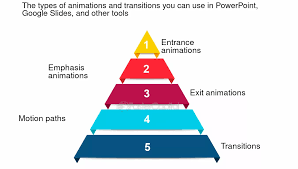 The types of animations and transitions you can use in PowerPoint,
Google Slides, and other tools
1
Entrance
animations
Emphasis
animations
2
3
Exit animations
Motion paths
4
5
Transitions